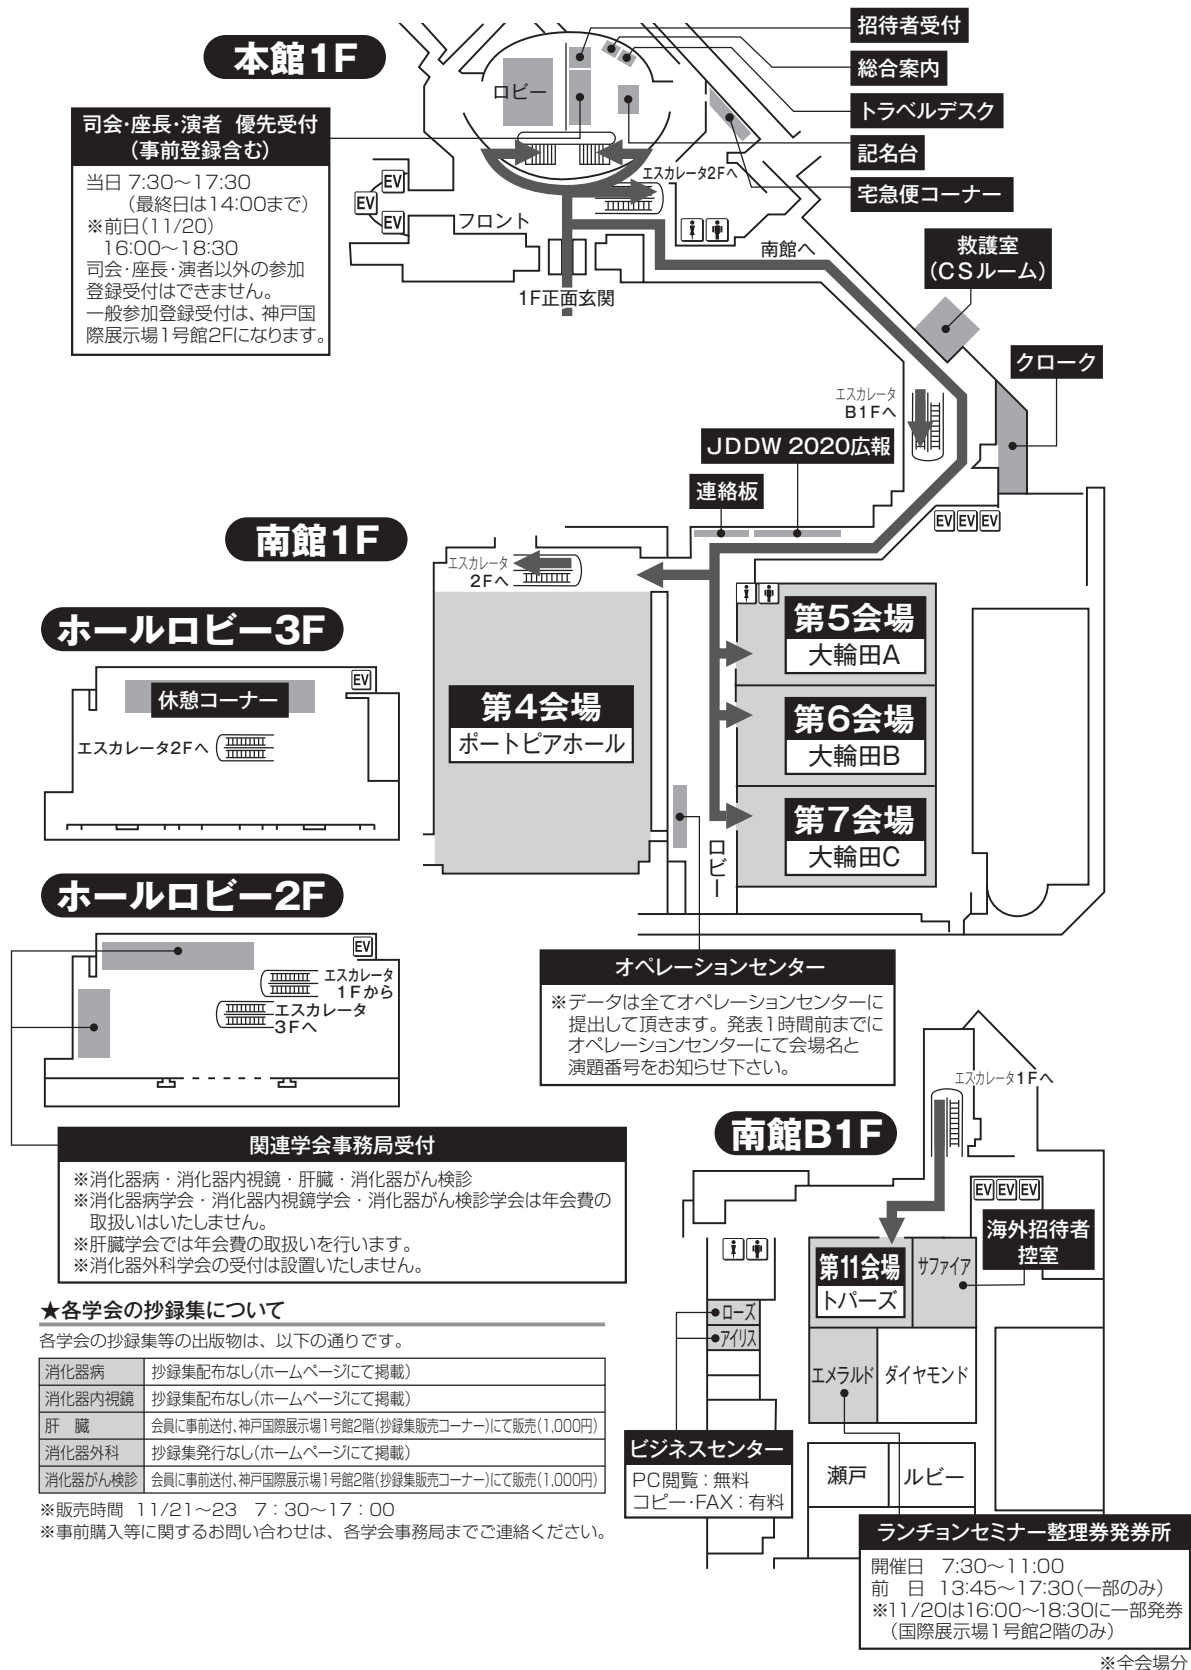 本館1F
招待者受付
総合案内
トラベルデスク
記名台
宅急便コーナー
ロビー
司会・座長・演者 優先受付
(事前登録含む)
当日 7:30〜17:30
(最終日は14:00まで)
※前日(11/20)
16:00〜18:30
司会・座長・演者以外の参加
登録受付はできません。
一般参加登録受付は、神戸国
際展示場1号館2Fになります。
EV
EV
EV
フロント
エスカレータ2Fへ
南館へ
1F正面玄関
救護室
(CSルーム)
クローク
エスカレータ
B1Fへ
JDDW 2020広報
連絡板
EV EV EV
南館1F
エスカレータ
2Fへ
第4会場
ポートピアホール
第5会場
大輪田A
第6会場
大輪田B
第7会場
大輪田C
ロビー
ホールロビー3F
EV
休憩コーナー
エスカレータ2Fへ
ホールロビー2F
EV
エスカレータ
1Fから
エスカレータ
3Fへ
オペレーションセンター
※データは全てオペレーションセンターに
提出して頂きます。発表1時間前までに
オペレーションセンターにて会場名と
演題番号をお知らせ下さい。
関連学会事務局受付
※消化器病・消化器内視鏡・肝臓・消化器がん検診
※消化器病学会・消化器内視鏡学会・消化器がん検診学会は年会費の
取扱いはいたしません。
※肝臓学会では年会費の取扱いを行います。
※消化器外科学会の受付は設置いたしません。
★各学会の抄録集について
各学会の抄録集等の出版物は、以下の通りです。
消化器病 抄録集配布なし(ホームページにて掲載)
消化器内視鏡 抄録集配布なし(ホームページにて掲載)
肝 臓 会員に事前送付、神戸国際展示場1号館2階(抄録集販売コーナー)にて販売(1,000円)
消化器外科 抄録集発行なし(ホームページにて掲載)
消化器がん検診 会員に事前送付、神戸国際展示場1号館2階(抄録集販売コーナー)にて販売(1,000円)
※販売時間 11/21〜23 7:30〜17:00
※事前購入等に関するお問い合わせは、各学会事務局までご連絡ください。
南館B1F
エスカレータ1Fへ
EV EV EV
海外招待者
控室
第11会場
トパーズ
サファイア
ローズ
アイリス
エメラルド
ダイヤモンド
瀬戸
ルビー
ビジネスセンター
PC閲覧:無料
コピー・FAX:有料
ランチョンセミナー整理券発券所
開催日 7:30〜11:00
前 日 13:45〜17:30(一部のみ)
※11/20は16:00〜18:30に一部発券
(国際展示場1号館2階のみ)
※全会場分